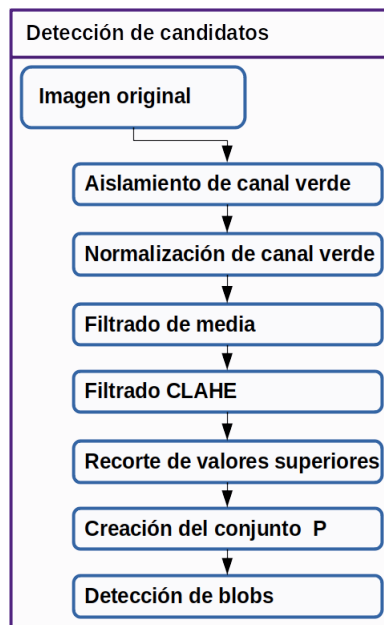 Detección de candidatos
Imagen original
Aislamiento de canal verde
Normalización de canal verde
Filtrado de media
Filtrado CLAHE
Recorte de valores superiores
Creación del conjunto P
Detección de blobs